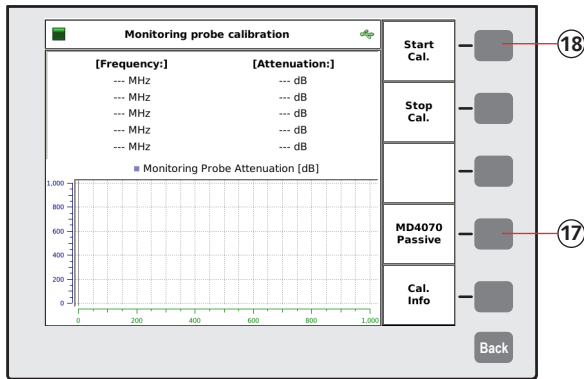 Monitoring probe calibration
[Frequency:] [Attenuation:]
--- MHz --- dB
--- MHz --- dB
--- MHz --- dB
--- MHz --- dB
--- MHz --- dB
Monitoring Probe Attenuation [dB]
1,000
800
600
400
200
0
0 200 400 600 800 1,000
Start
Cal.
Stop
Cal.
MD4070
Passive
Cal.
Info
Back
18
17